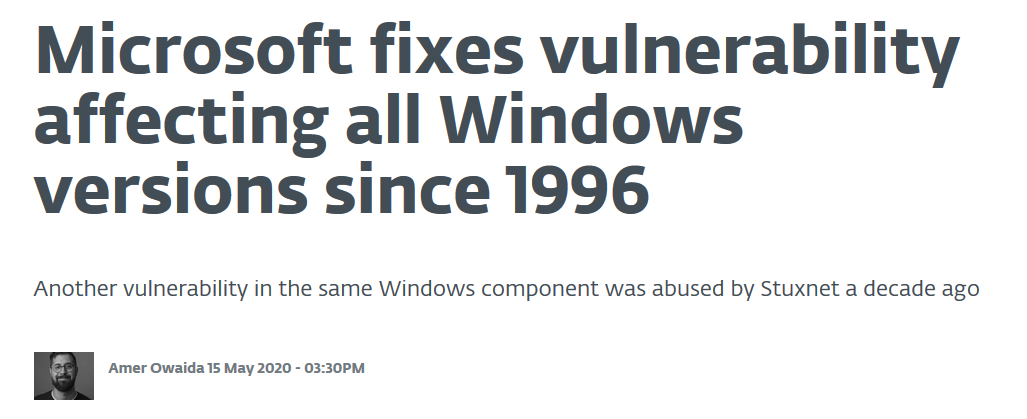 Microsoft fixes vulnerability
affecting all Windows
versions since 1996
Another vulnerability in the same Windows component was abused by Stuxnet a decade ago
Amer Owaida 15 May 2020 - 03:30PM